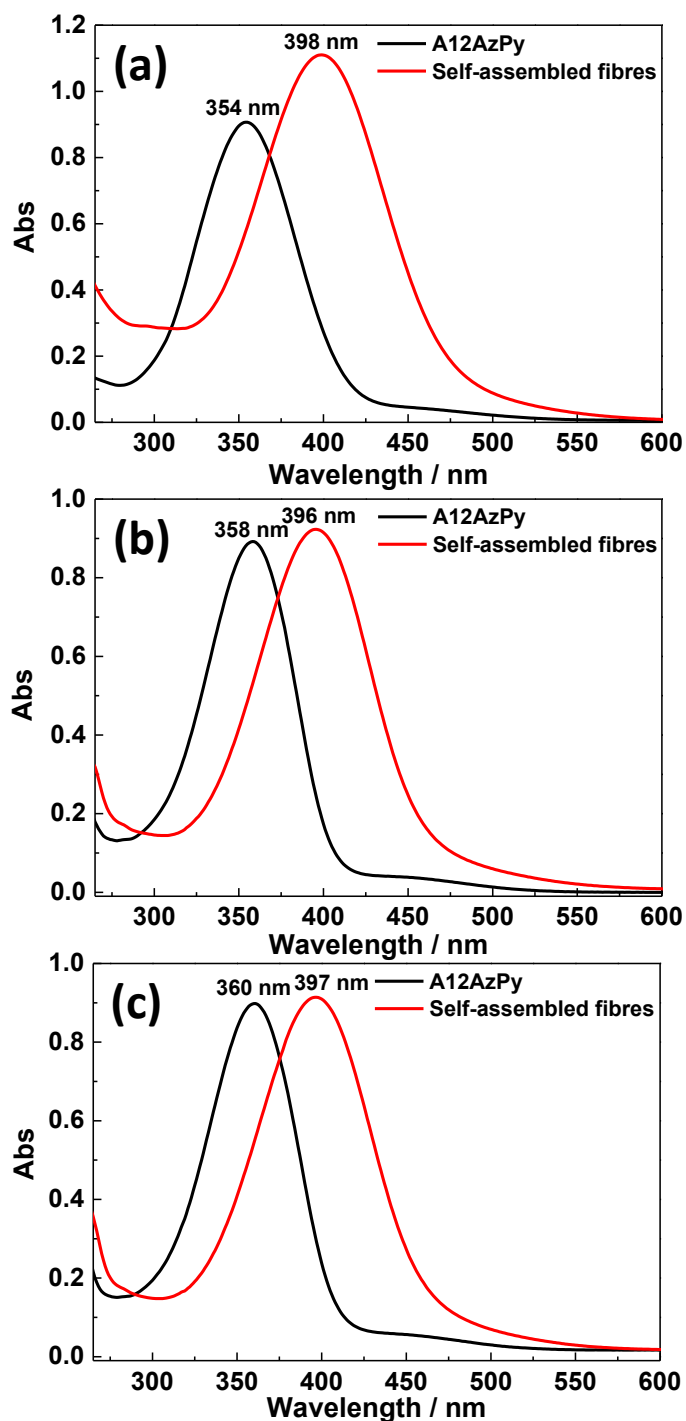 (a)
398 nm
354 nm
A12AzPy
Self-assembled fibres
1.2
1.0
0.8
0.6
0.4
0.2
0.0
Abs
300 350 400 450 500 550 600
Wavelength / nm
(b)
358 nm
396 nm
A12AzPy
Self-assembled fibres
1.0
0.8
0.6
0.4
0.2
0.0
Abs
300 350 400 450 500 550 600
Wavelength / nm
(c)
360 nm
397 nm
A12AzPy
Self-assembled fibres
1.0
0.8
0.6
0.4
0.2
0.0
Abs
300 350 400 450 500 550 600
Wavelength / nm